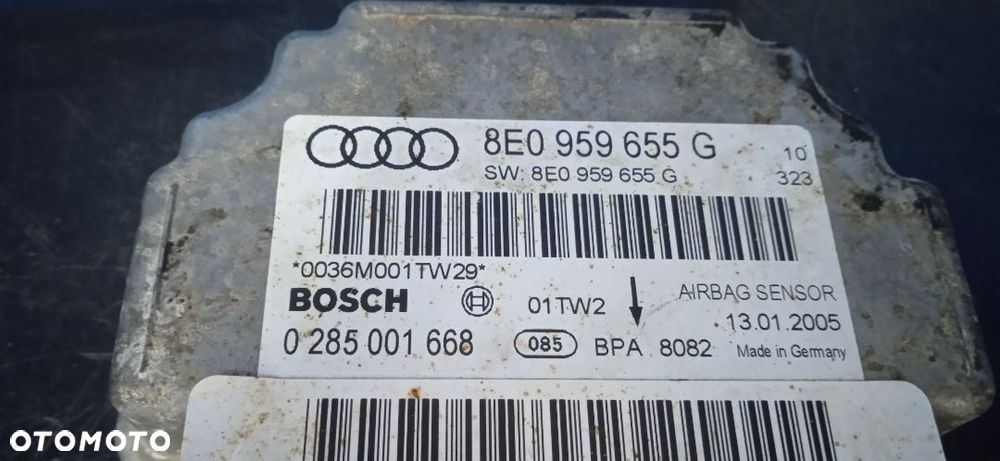 8E0 959 655 G
SW: 8E0 959 655 G
10
323
*0036M001TW29*
BOSCH
01TW2
AIRBAG SENSOR
13.01.2005
0 285 001 668
085
BPA 8082
Made in Germany
OTOMOTO